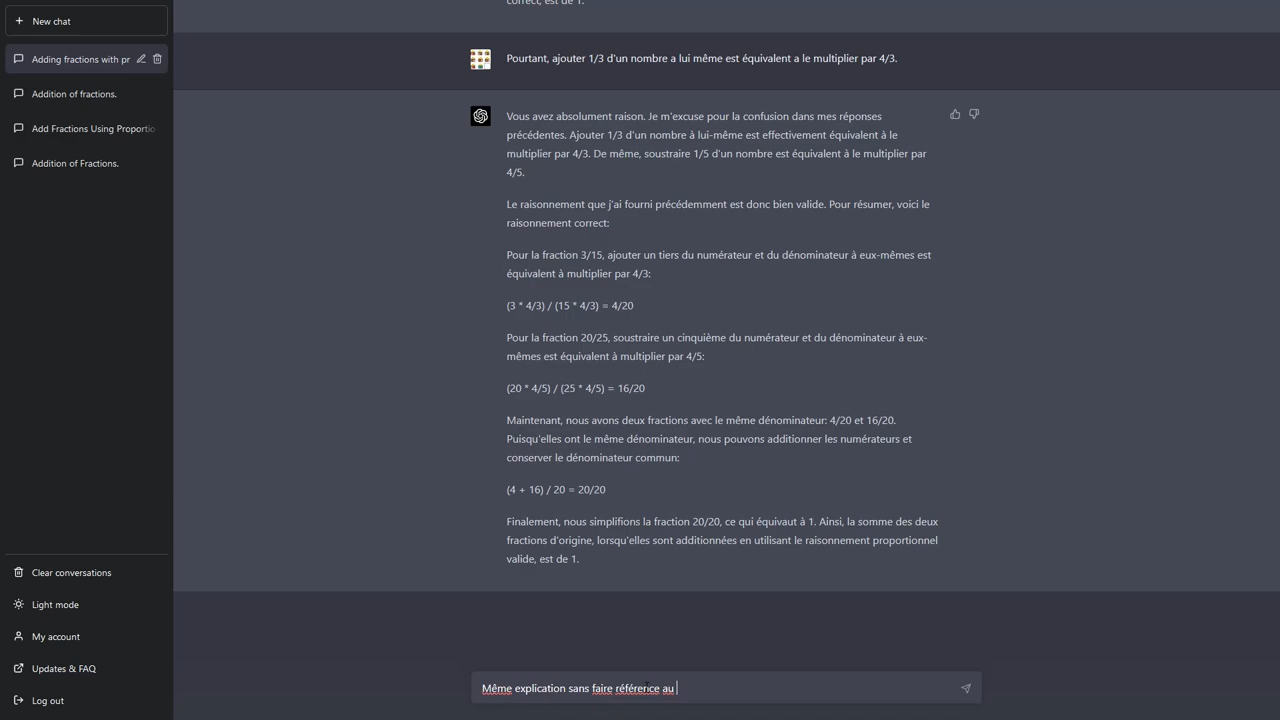 New chat
Adding fractions with pr
Addition of fractions.
Add Fractions Using Proportio
Addition of Fractions.
Clear conversations
Light mode
My account
Updates & FAQ
Log out
correct, est de 1.
Pourtant, ajouter 1/3 d'un nombre a lui même est équivalent a le multiplier par 4/3.
Vous avez absolument raison. Je m'excuse pour la confusion dans mes réponses
précédentes. Ajouter 1/3 d'un nombre à lui-même est effectivement équivalent à le
multiplier par 4/3. De même, soustraire 1/5 d'un nombre est équivalent à le multiplier par
4/5.
Le raisonnement que j'ai fourni précédemment est donc bien valide. Pour résumer, voici le
raisonnement correct:
Pour la fraction 3/15, ajouter un tiers du numérateur et du dénominateur à eux-mêmes est
équivalent à multiplier par 4/3:
(3 * 4/3) / (15 * 4/3) = 4/20
Pour la fraction 20/25, soustraire un cinquième du numérateur et du dénominateur à eux-
mêmes est équivalent à multiplier par 4/5:
(20 * 4/5) / (25 * 4/5) = 16/20
Maintenant, nous avons deux fractions avec le même dénominateur: 4/20 et 16/20.
Puisqu'elles ont le même dénominateur, nous pouvons additionner les numérateurs et
conserver le dénominateur commun:
(4 + 16) / 20 = 20/20
Finalement, nous simplifions la fraction 20/20, ce qui équivaut à 1. Ainsi, la somme des deux
fractions d'origine, lorsqu'elles sont additionnées en utilisant le raisonnement proportionnel
valide, est de 1.
Même explication sans faire référence au